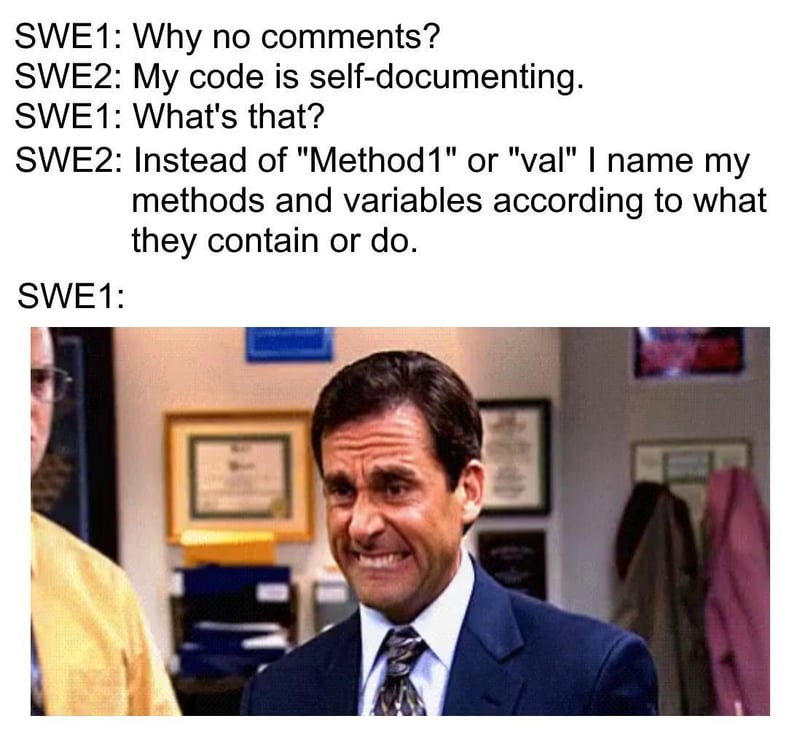 SWE1: Why no comments?
SWE2: My code is self-documenting.
SWE1: What's that?
SWE2: Instead of "Method1" or "val" I name my
methods and variables according to what
they contain or do.
SWE1: